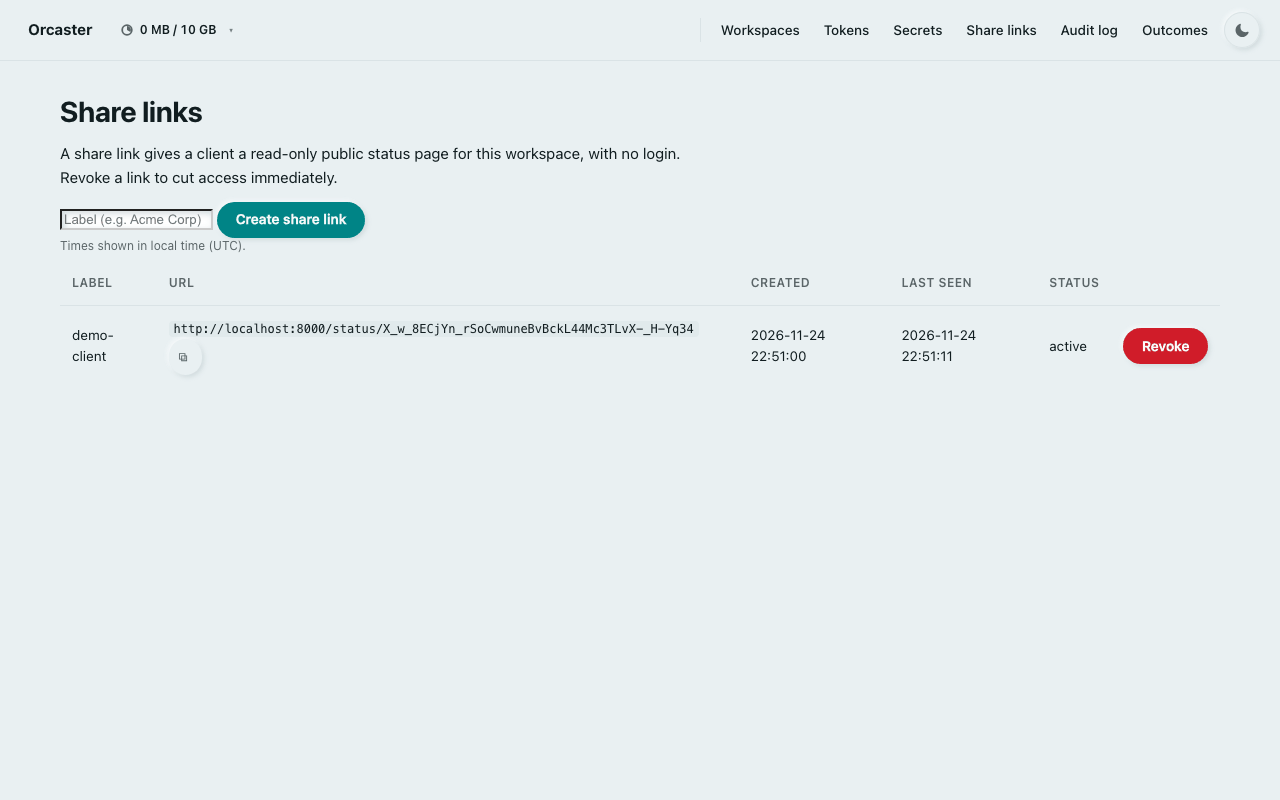 Orcaster
0 MB / 10 GB
Workspaces
Tokens
Secrets
Share links
Audit log
Outcomes
Share links
A share link gives a client a read-only public status page for this workspace, with no login.
Revoke a link to cut access immediately.
Label (e.g. Acme Corp)
Create share link
Times shown in local time (UTC).
LABEL URL CREATED LAST SEEN STATUS
demo-client
http://localhost:8000/status/X_w_8ECjYn_rSoCwmuneBvBckL44Mc3TLvX-_H-Yq34
2026-11-24 22:51:00
2026-11-24 22:51:11
active
Revoke